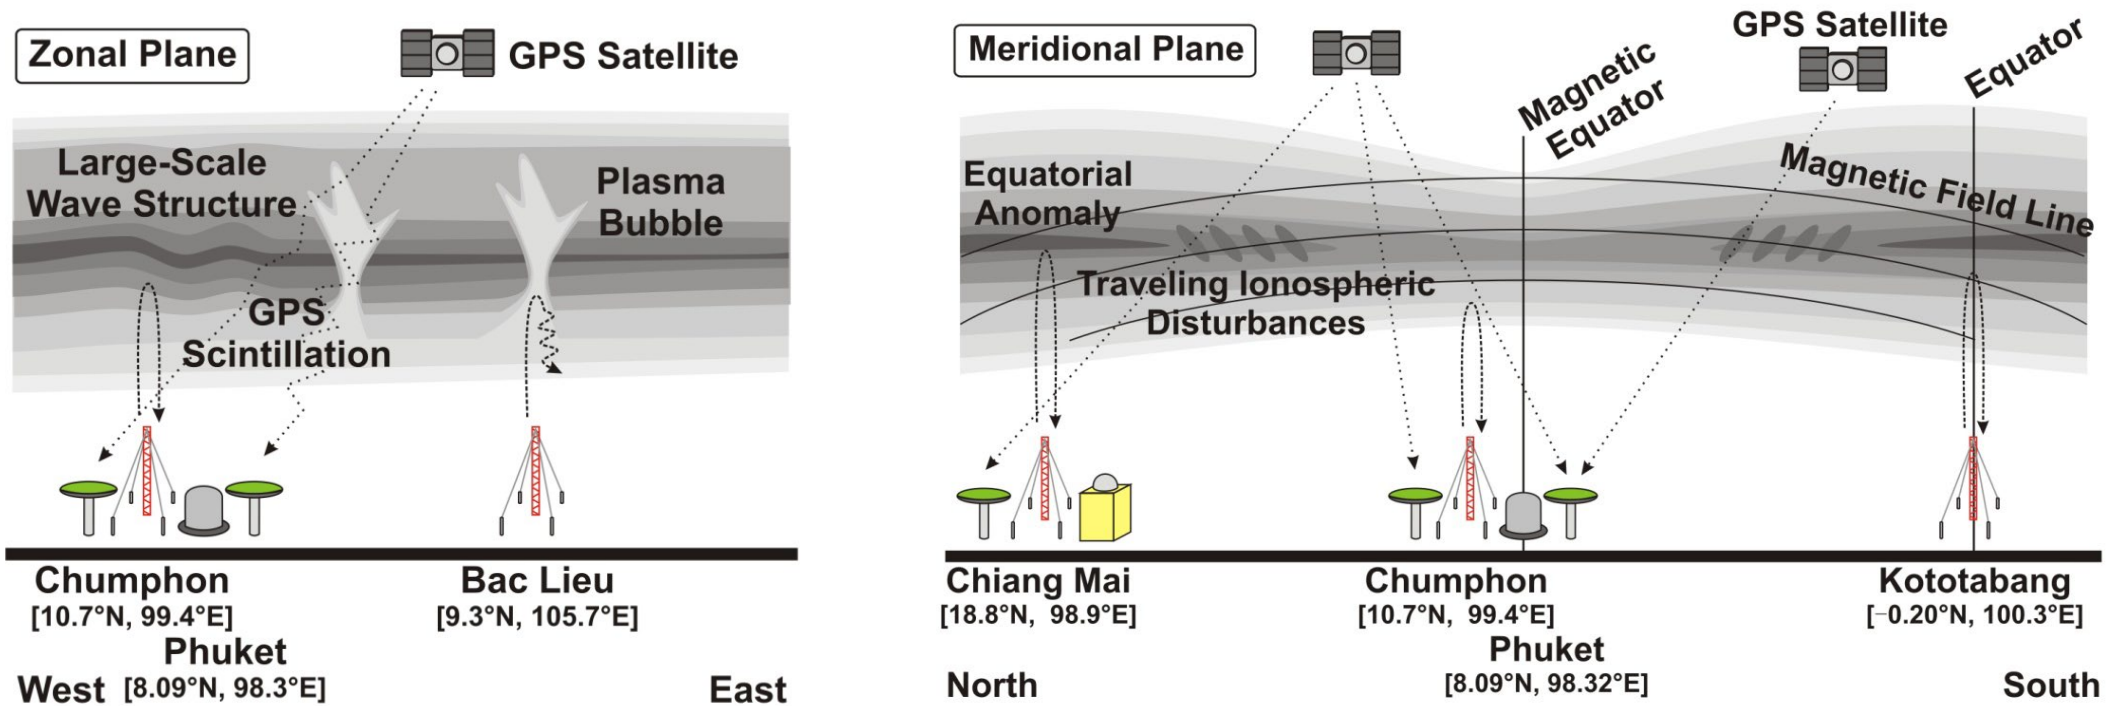 Zonal Plane
GPS Satellite
Large-Scale
Wave Structure
Plasma
Bubble
GPS
Scintillation
Chumphon
[10.7°N, 99.4°E]
Bac Lieu
[9.3°N, 105.7°E]
Phuket
[8.09°N, 98.3°E]
West
East
Meridional Plane
GPS Satellite
Magnetic
Equator
Equator
Equatorial
Anomaly
Magnetic Field Line
Traveling Ionospheric
Disturbances
Chiang Mai
[18.8°N, 98.9°E]
Chumphon
[10.7°N, 99.4°E]
Kototabang
[−0.20°N, 100.3°E]
Phuket
[8.09°N, 98.32°E]
North
South